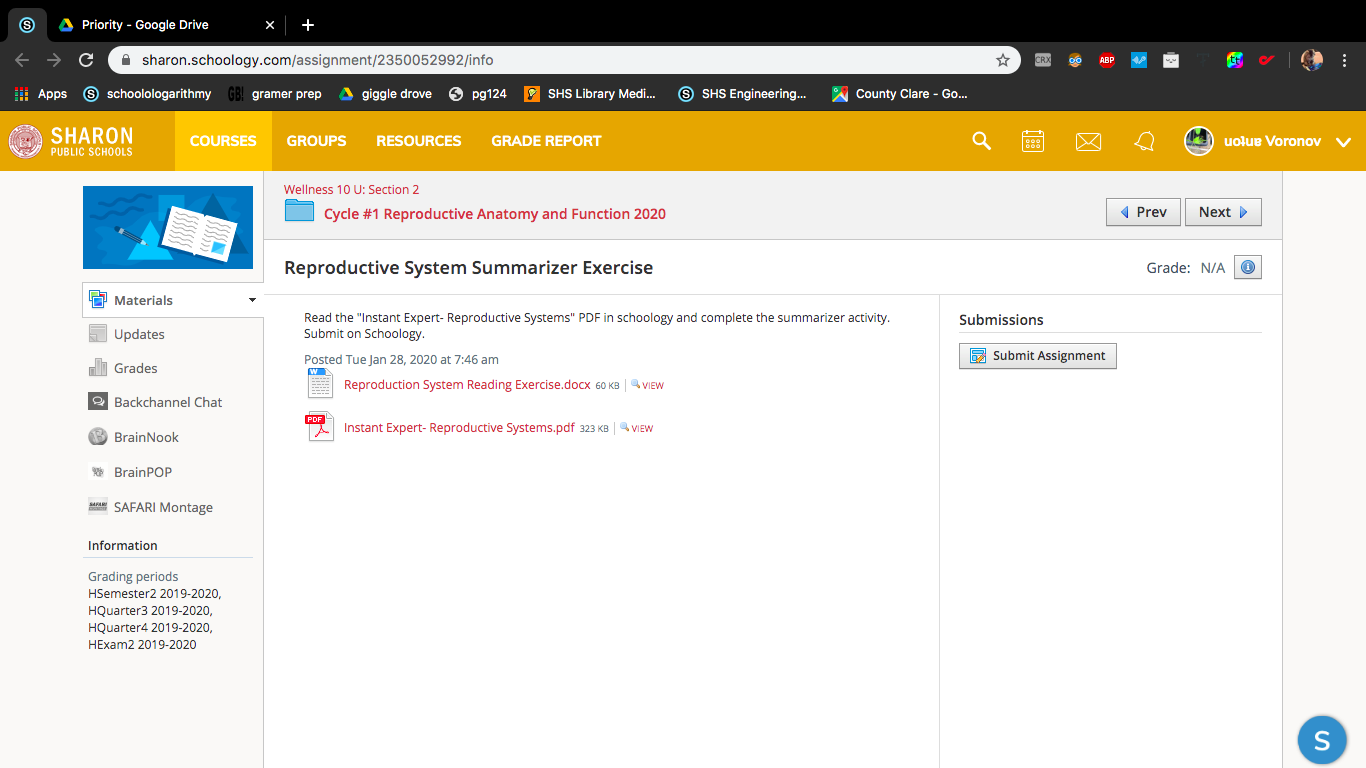 Priority - Google Drive
sharon.schoology.com/assignment/2350052992/info
CRX
ABP
Apps
schoolologarithmy
GB!
gramer prep
giggle drove
pg124
SHS Library Medi...
SHS Engineering...
County Clare - Go...
SHARON
PUBLIC SCHOOLS
COURSES
GROUPS
RESOURCES
GRADE REPORT
uoʇuɐ Voronov
Wellness 10 U: Section 2
Cycle #1 Reproductive Anatomy and Function 2020
Prev
Next
Reproductive System Summarizer Exercise
Grade: N/A
Materials
Updates
Grades
Backchannel Chat
BrainNook
BrainPOP
SAFARI Montage
Information
Grading periods
HSemester2 2019-2020,
HQuarter3 2019-2020,
HQuarter4 2019-2020,
HExam2 2019-2020
Read the "Instant Expert- Reproductive Systems" PDF in schoology and complete the summarizer activity.
Submit on Schoology.
Posted Tue Jan 28, 2020 at 7:46 am
Reproduction System Reading Exercise.docx 60 KB VIEW
PDF
Instant Expert- Reproductive Systems.pdf 323 KB VIEW
Submissions
Submit Assignment
S